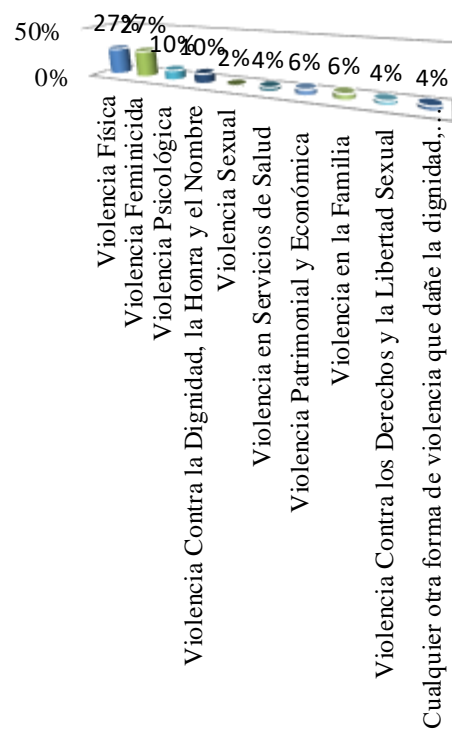 50%
0%
27%
27%
10%
10%
2%
4%
6%
6%
4%
4%
Violencia Física
Violencia Feminicida
Violencia Psicológica
Violencia Contra la Dignidad, la Honra y el Nombre
Violencia Sexual
Violencia en Servicios de Salud
Violencia Patrimonial y Económica
Violencia en la Familia
Violencia Contra los Derechos y la Libertad Sexual
Cualquier otra forma de violencia que dañe la dignidad,…